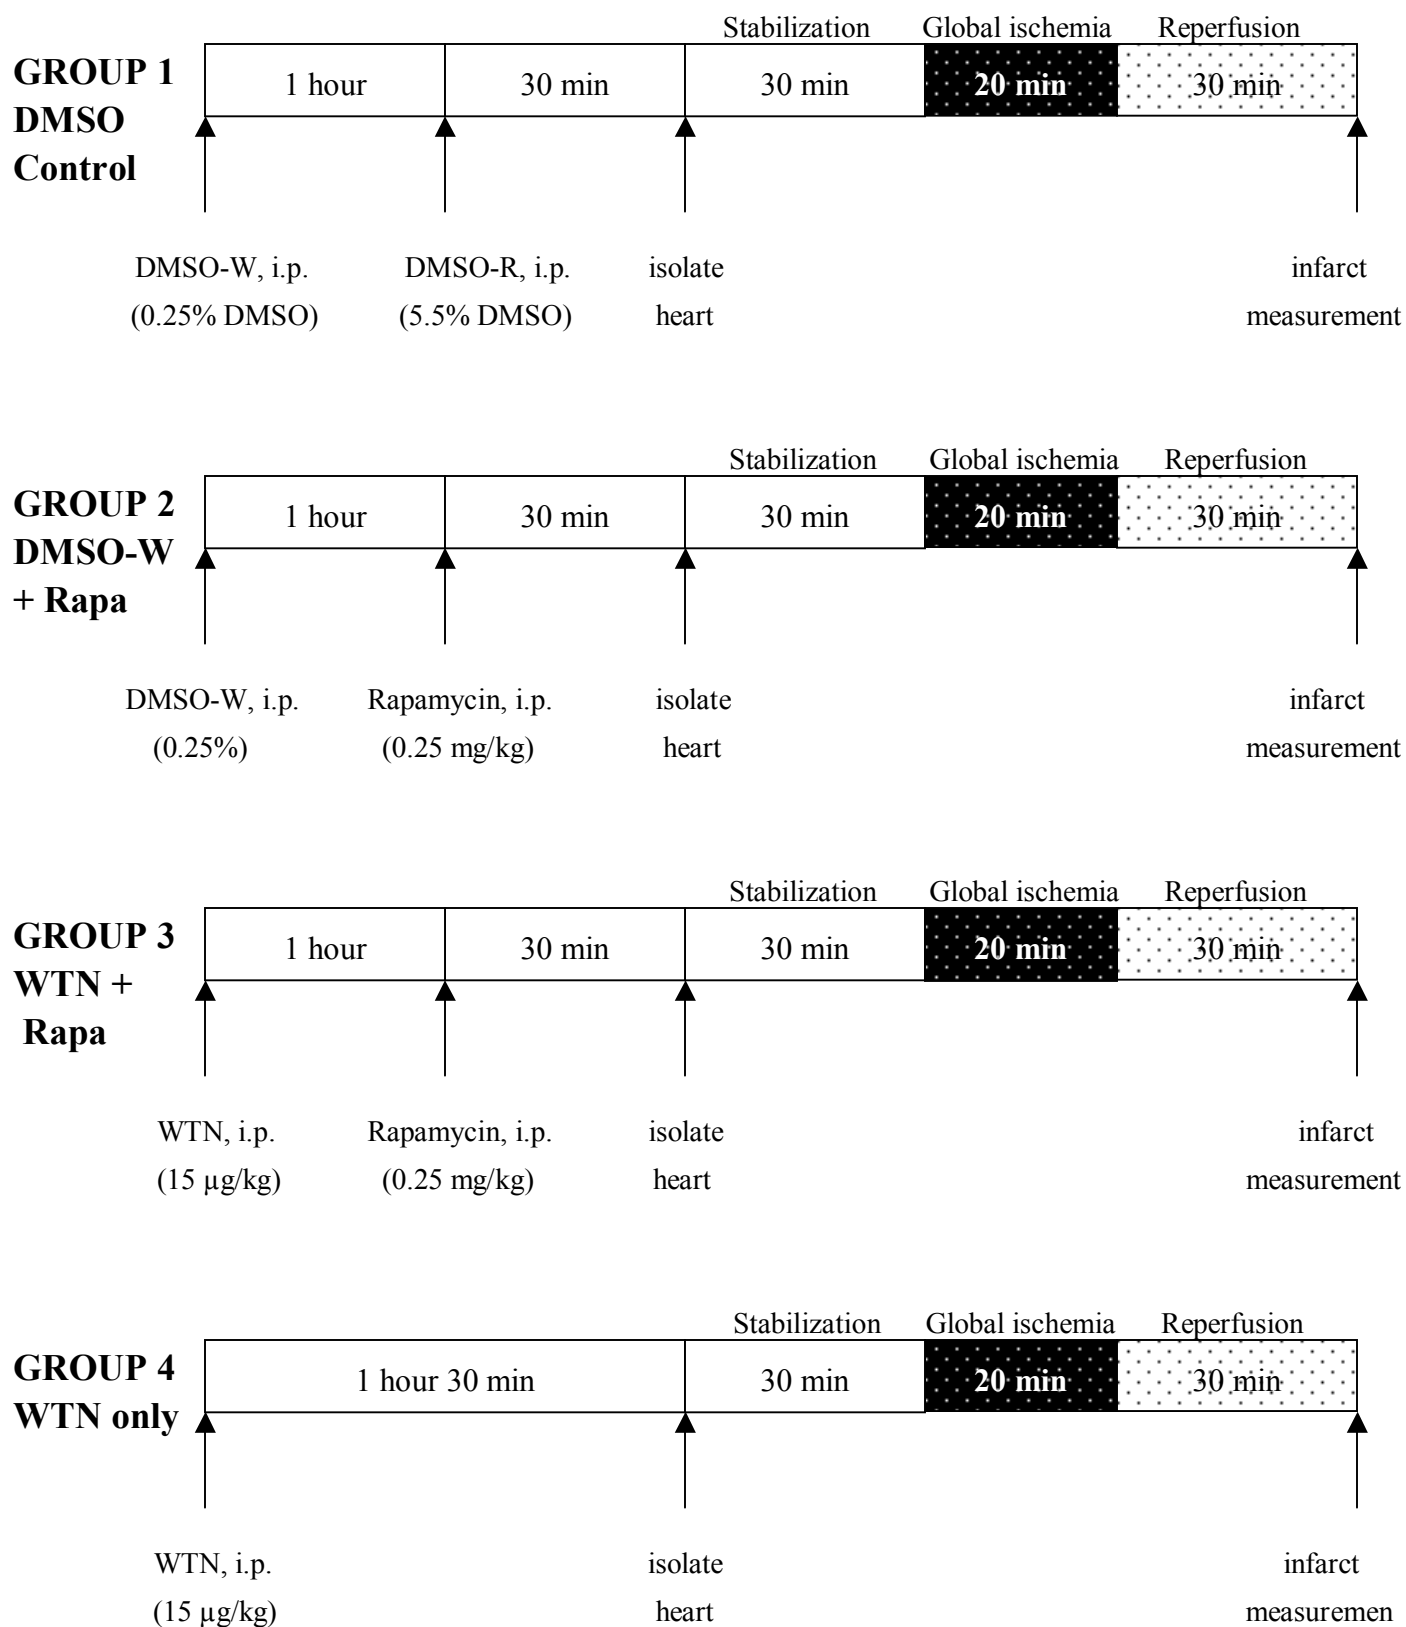 Stabilization Global ischemia Reperfusion
GROUP 1
DMSO
Control
1 hour 30 min 30 min 20 min 30 min
DMSO-W, i.p. DMSO-R, i.p. isolate infarct
(0.25% DMSO) (5.5% DMSO) heart measurement
Stabilization Global ischemia Reperfusion
GROUP 2
DMSO-W
+ Rapa
1 hour 30 min 30 min 20 min 30 min
DMSO-W, i.p. Rapamycin, i.p. isolate infarct
(0.25%) (0.25 mg/kg) heart measurement
Stabilization Global ischemia Reperfusion
GROUP 3
WTN +
Rapa
1 hour 30 min 30 min 20 min 30 min
WTN, i.p. Rapamycin, i.p. isolate infarct
(15 µg/kg) (0.25 mg/kg) heart measurement
Stabilization Global ischemia Reperfusion
GROUP 4
WTN only
1 hour 30 min 30 min 20 min 30 min
WTN, i.p. isolate infarct
(15 µg/kg) heart measuremen